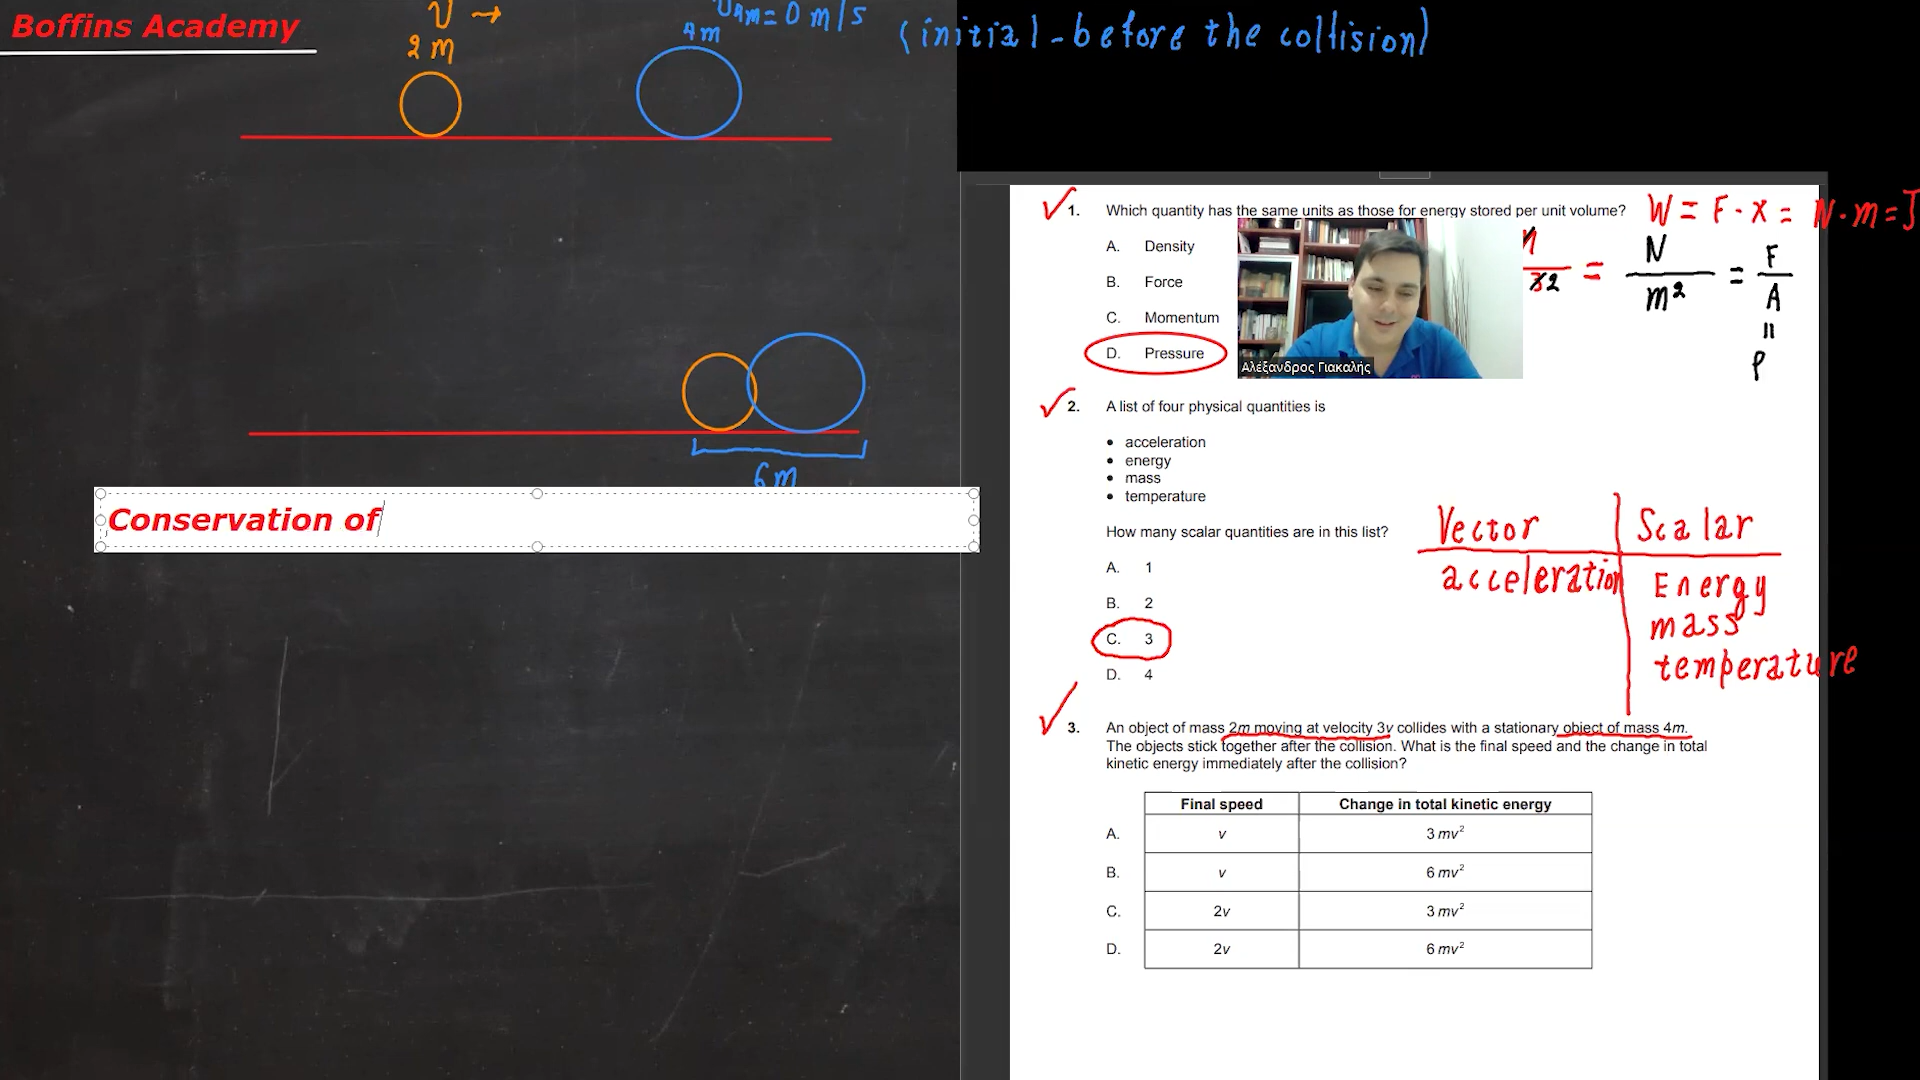 Boffins Academy
υ →
2m
4m
υ4m = 0 m/s
(initial - before the collision)
6m
Conservation of
1. Which quantity has the same units as those for energy stored per unit volume?
W = F · x = N · m = J
A. Density
B. Force
C. Momentum
D. Pressure
= N/m² = F/A
=
P
Αλέξανδρος Γιακαλής
2. A list of four physical quantities is
• acceleration
• energy
• mass
• temperature
How many scalar quantities are in this list?
A. 1
B. 2
C. 3
D. 4
Vector Scalar
acceleration Energy
mass
temperature
3. An object of mass 2m moving at velocity 3v collides with a stationary object of mass 4m.
The objects stick together after the collision. What is the final speed and the change in total
kinetic energy immediately after the collision?
Final speed Change in total kinetic energy
A. v 3 mv²
B. v 6 mv²
C. 2v 3 mv²
D. 2v 6 mv²